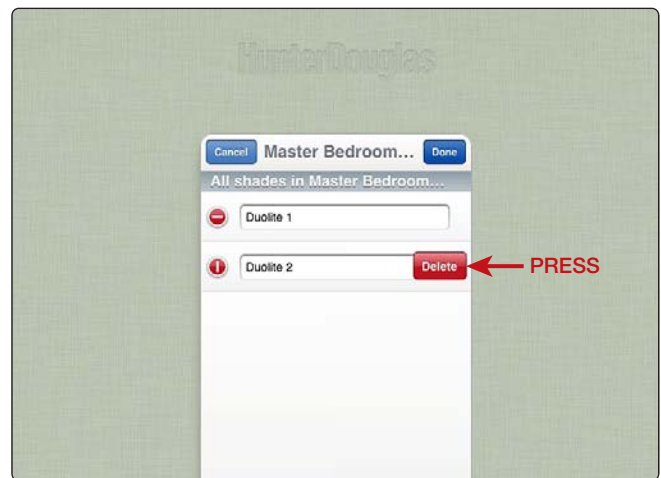 HunterDouglas
Cancel Master Bedroom... Done
All shades in Master Bedroom...
Duolite 1
Duolite 2 Delete PRESS